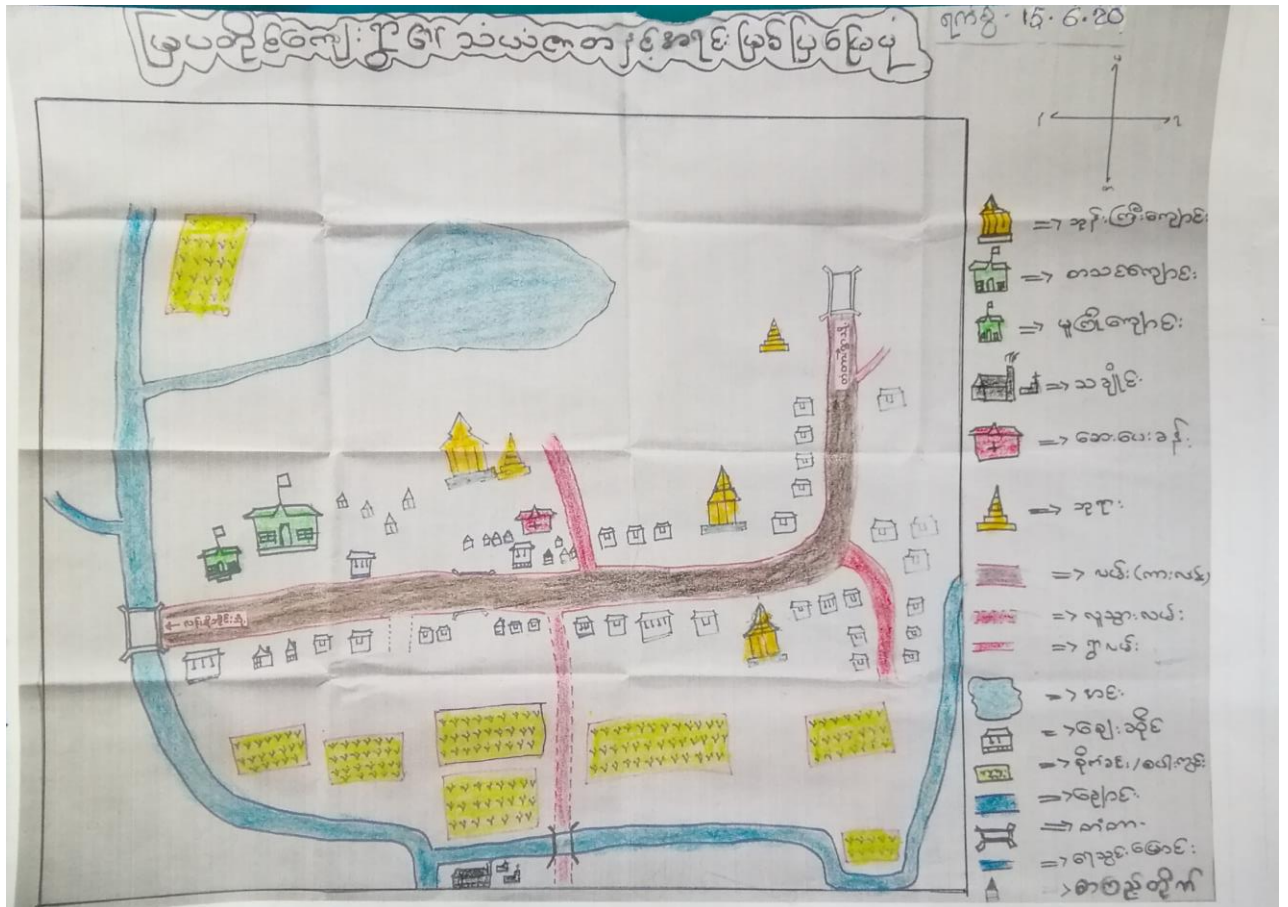 မြပတိုင်ကျေးရွာ၏ သယံဇာတ နှင့်အရင်းမြစ်ပြမြေပုံ
ရက်စွဲ - 15.6.20
=> ဘုန်းကြီးကျောင်း
=> စာသင်ကျောင်း
=> မူကြိုကျောင်း
=> သချိုင်း
=> ဆေးပေးခန်း
=> ဘုရား
=> လမ်း (ကားလမ်း)
=> လူသွားလမ်း
=> ရွာလမ်း
=> အင်း
=> ဈေးဆိုင်
=> စိုက်ခင်း/စပါးကွင်း
=> ချောင်း
=> တံတား
=> ရေသွင်းမြောင်း